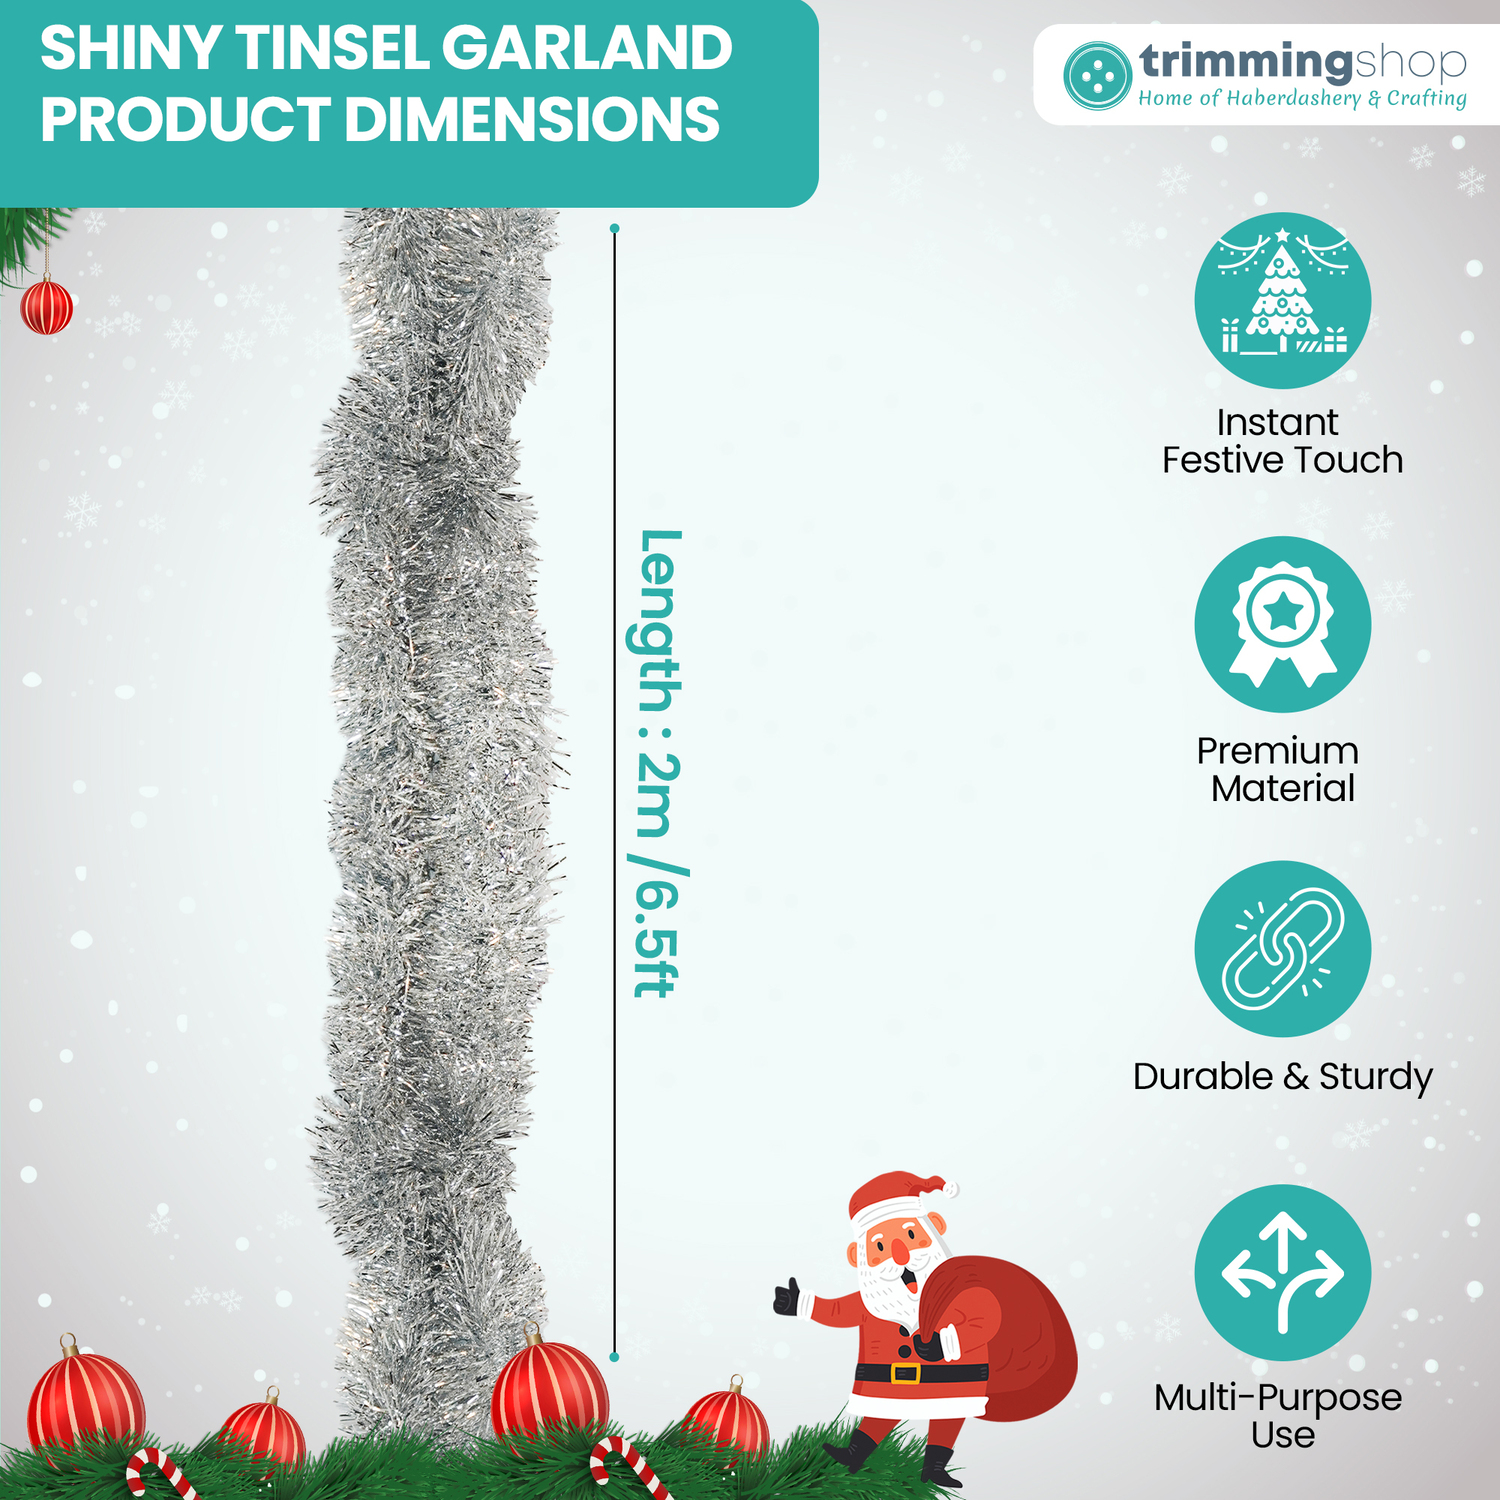 SHINY TINSEL GARLAND
PRODUCT DIMENSIONS
trimmingshop
Home of Haberdashery & Crafting
Length : 2m /6.5ft
Instant
Festive Touch
Premium
Material
Durable & Sturdy
Multi-Purpose
Use